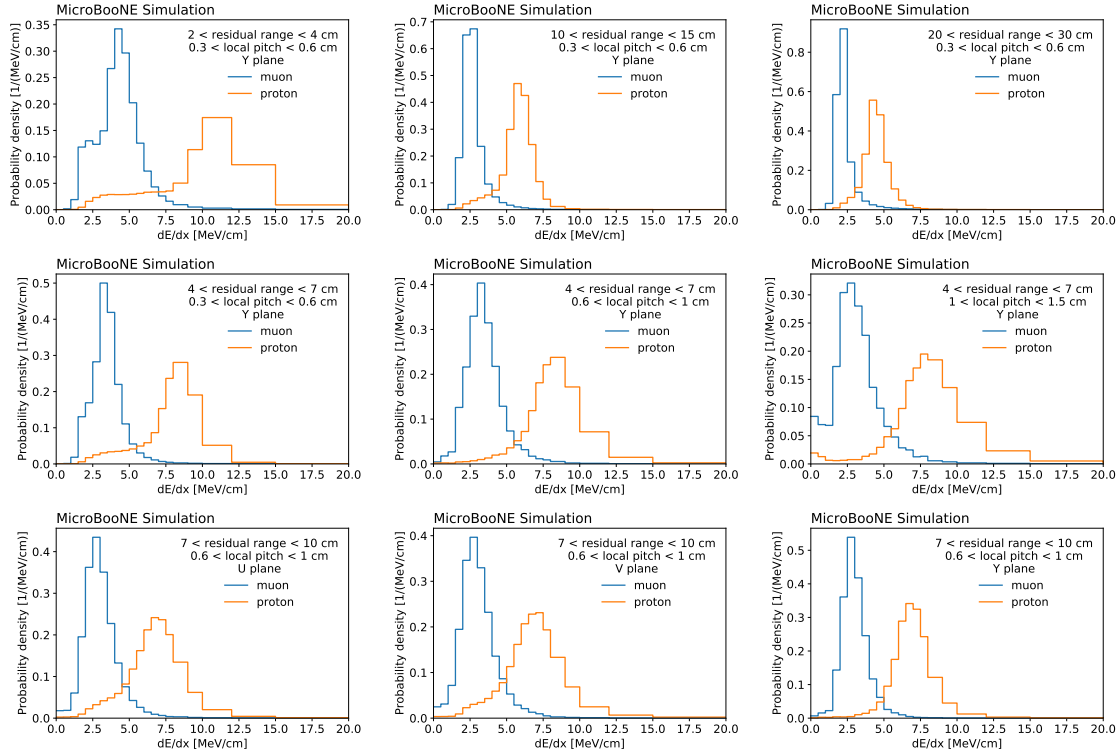 MicroBooNE Simulation
2 < residual range < 4 cm
0.3 < local pitch < 0.6 cm
Y plane
muon
proton
Probability density [1/(MeV/cm)]
0.35
0.30
0.25
0.20
0.15
0.10
0.05
0.00
0.0 2.5 5.0 7.5 10.0 12.5 15.0 17.5 20.0
dE/dx [MeV/cm]
MicroBooNE Simulation
10 < residual range < 15 cm
0.3 < local pitch < 0.6 cm
Y plane
muon
proton
Probability density [1/(MeV/cm)]
0.7
0.6
0.5
0.4
0.3
0.2
0.1
0.0
0.0 2.5 5.0 7.5 10.0 12.5 15.0 17.5 20.0
dE/dx [MeV/cm]
MicroBooNE Simulation
20 < residual range < 30 cm
0.3 < local pitch < 0.6 cm
Y plane
muon
proton
Probability density [1/(MeV/cm)]
0.8
0.6
0.4
0.2
0.0
0.0 2.5 5.0 7.5 10.0 12.5 15.0 17.5 20.0
dE/dx [MeV/cm]
MicroBooNE Simulation
4 < residual range < 7 cm
0.3 < local pitch < 0.6 cm
Y plane
muon
proton
Probability density [1/(MeV/cm)]
0.5
0.4
0.3
0.2
0.1
0.0
0.0 2.5 5.0 7.5 10.0 12.5 15.0 17.5 20.0
dE/dx [MeV/cm]
MicroBooNE Simulation
4 < residual range < 7 cm
0.6 < local pitch < 1 cm
Y plane
muon
proton
Probability density [1/(MeV/cm)]
0.4
0.3
0.2
0.1
0.0
0.0 2.5 5.0 7.5 10.0 12.5 15.0 17.5 20.0
dE/dx [MeV/cm]
MicroBooNE Simulation
4 < residual range < 7 cm
1 < local pitch < 1.5 cm
Y plane
muon
proton
Probability density [1/(MeV/cm)]
0.30
0.25
0.20
0.15
0.10
0.05
0.00
0.0 2.5 5.0 7.5 10.0 12.5 15.0 17.5 20.0
dE/dx [MeV/cm]
MicroBooNE Simulation
7 < residual range < 10 cm
0.6 < local pitch < 1 cm
U plane
muon
proton
Probability density [1/(MeV/cm)]
0.4
0.3
0.2
0.1
0.0
0.0 2.5 5.0 7.5 10.0 12.5 15.0 17.5 20.0
dE/dx [MeV/cm]
MicroBooNE Simulation
7 < residual range < 10 cm
0.6 < local pitch < 1 cm
V plane
muon
proton
Probability density [1/(MeV/cm)]
0.4
0.3
0.2
0.1
0.0
0.0 2.5 5.0 7.5 10.0 12.5 15.0 17.5 20.0
dE/dx [MeV/cm]
MicroBooNE Simulation
7 < residual range < 10 cm
0.6 < local pitch < 1 cm
Y plane
muon
proton
Probability density [1/(MeV/cm)]
0.5
0.4
0.3
0.2
0.1
0.0
0.0 2.5 5.0 7.5 10.0 12.5 15.0 17.5 20.0
dE/dx [MeV/cm]